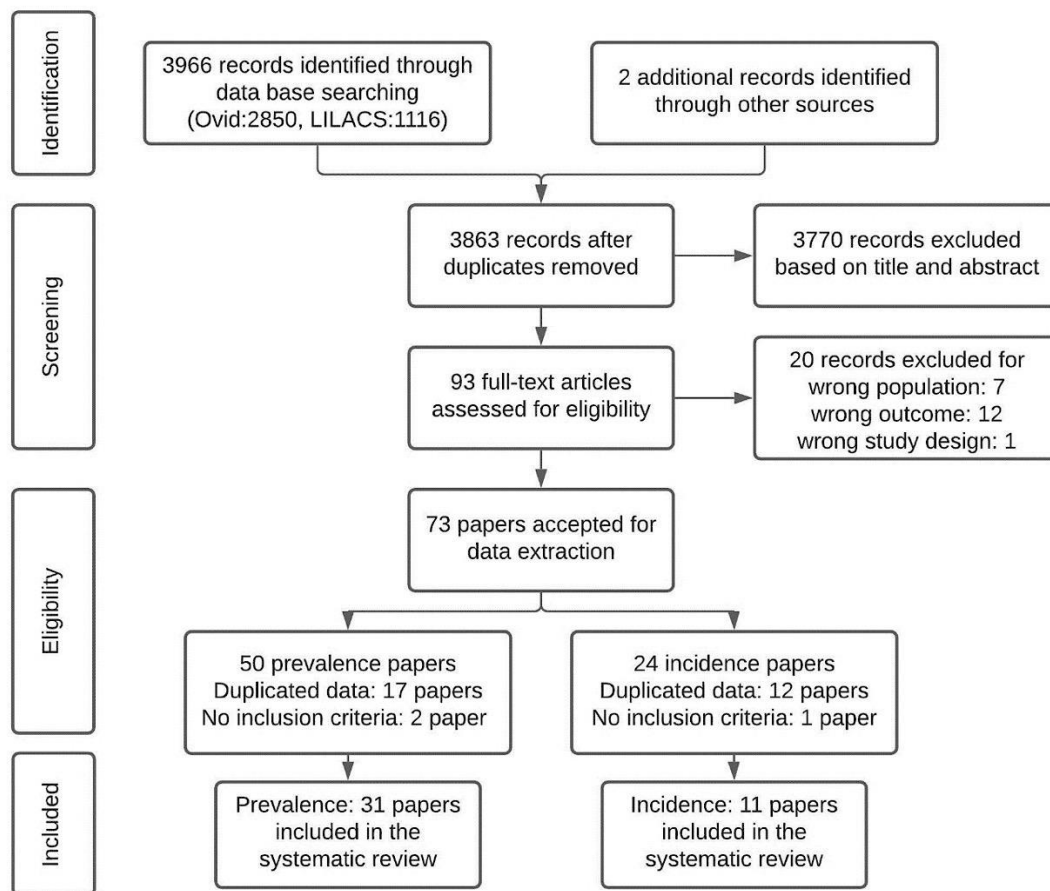 Identification
3966 records identified through
data base searching
(Ovid:2850, LILACS:1116)
2 additional records identified
through other sources
Screening
3863 records after
duplicates removed
3770 records excluded
based on title and abstract
93 full-text articles
assessed for eligibility
20 records excluded for
wrong population: 7
wrong outcome: 12
wrong study design: 1
Eligibility
73 papers accepted for
data extraction
50 prevalence papers
Duplicated data: 17 papers
No inclusion criteria: 2 paper
24 incidence papers
Duplicated data: 12 papers
No inclusion criteria: 1 paper
Included
Prevalence: 31 papers
included in the
systematic review
Incidence: 11 papers
included in the
systematic review